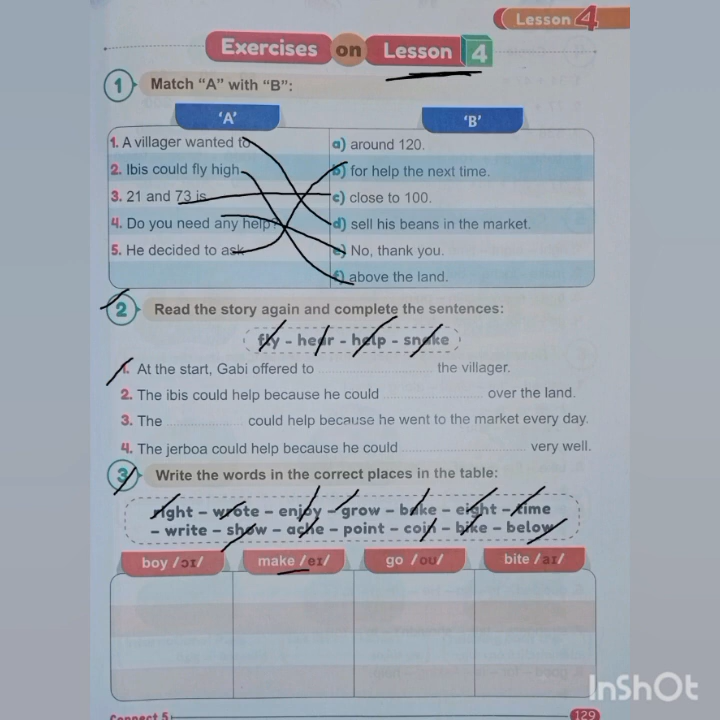 Lesson 4
Exercises on Lesson 4
1 Match "A" with "B":
'A' 'B'
1. A villager wanted to a) around 120.
2. Ibis could fly high b) for help the next time.
3. 21 and 73 is c) close to 100.
4. Do you need any help? d) sell his beans in the market.
5. He decided to ask e) No, thank you.
f) above the land.
2 Read the story again and complete the sentences:
fly - hear - help - snake
1. At the start, Gabi offered to .................... the villager.
2. The ibis could help because he could .................... over the land.
3. The .................... could help because he went to the market every day.
4. The jerboa could help because he could .................... very well.
3 Write the words in the correct places in the table:
right – wrote – enjoy – grow – bake – eight – time
– write – show – ache – point – coin – bike – below
boy /ɔɪ/ make /eɪ/ go /ou/ bite /aɪ/
Connect 5 129
InShOt